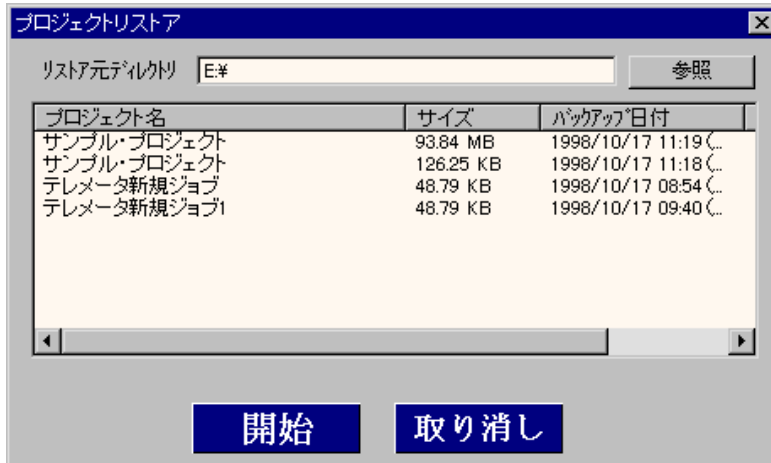 プロジェクトリストア
リストア元ディレクトリ E:¥ 参照
プロジェクト名 サイズ バックアップ日付
サンプル・プロジェクト 93.84 MB 1998/10/17 11:19 (...
サンプル・プロジェクト 126.25 KB 1998/10/17 11:18 (...
テレメータ新規ジョブ 48.79 KB 1998/10/17 08:54 (...
テレメータ新規ジョブ1 48.79 KB 1998/10/17 09:40 (...
開始 取り消し